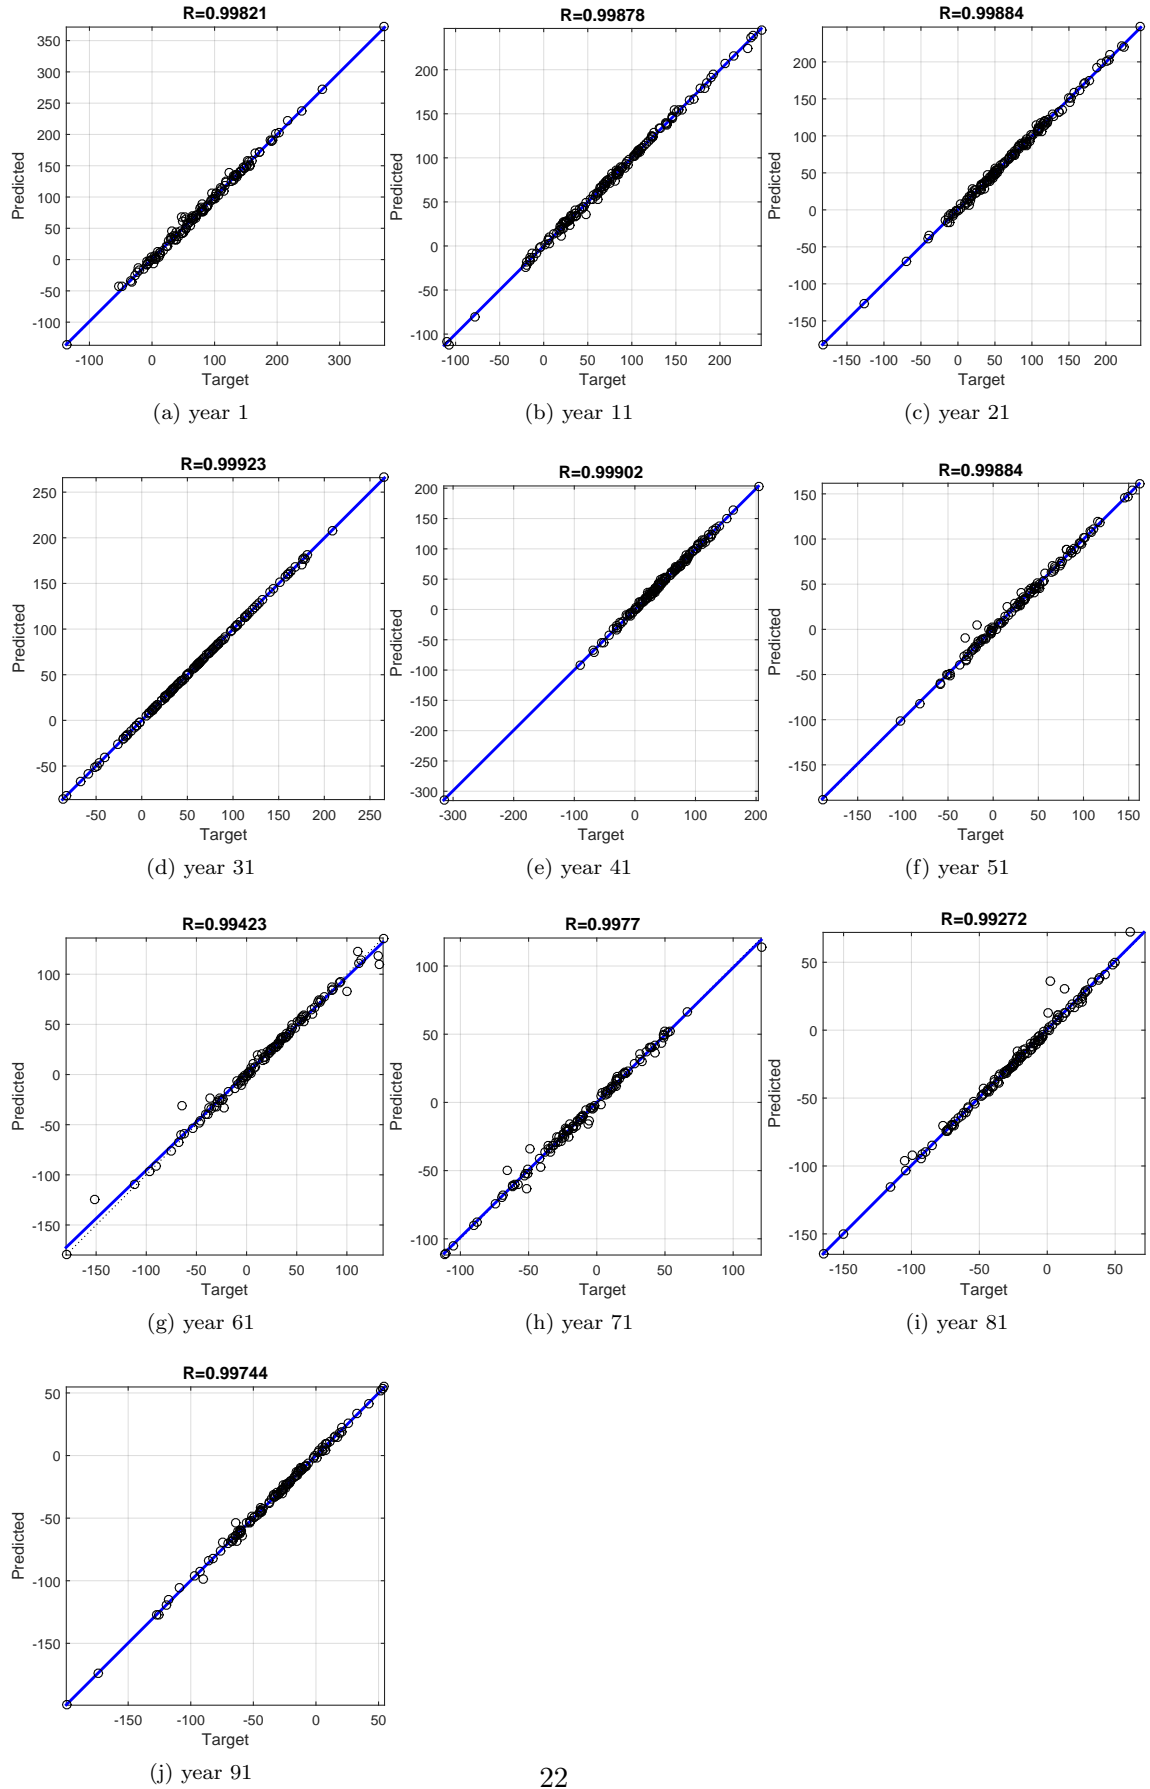 R=0.99821
350
300
250
200
150
100
50
0
-50
-100
Predicted
-100 0 100 200 300
Target
(a) year 1
R=0.99878
200
150
100
50
0
-50
-100
Predicted
-100 -50 0 50 100 150 200
Target
(b) year 11
R=0.99884
200
150
100
50
0
-50
-100
-150
Predicted
-150 -100 -50 0 50 100 150 200
Target
(c) year 21
R=0.99923
250
200
150
100
50
0
-50
Predicted
-50 0 50 100 150 200 250
Target
(d) year 31
R=0.99902
200
150
100
50
0
-50
-100
-150
-200
-250
-300
Predicted
-300 -200 -100 0 100 200
Target
(e) year 41
R=0.99884
150
100
50
0
-50
-100
-150
Predicted
-150 -100 -50 0 50 100 150
Target
(f) year 51
R=0.99423
100
50
0
-50
-100
-150
Predicted
-150 -100 -50 0 50 100
Target
(g) year 61
R=0.9977
100
50
0
-50
-100
Predicted
-100 -50 0 50 100
Target
(h) year 71
R=0.99272
50
0
-50
-100
-150
Predicted
-150 -100 -50 0 50
Target
(i) year 81
R=0.99744
50
0
-50
-100
-150
Predicted
-150 -100 -50 0 50
Target
(j) year 91
22